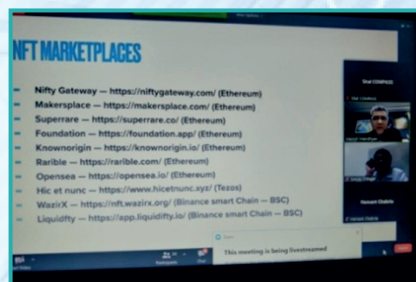 NFT MARKETPLACES
Nifty Gateway — https://niftygateway.com/ (Ethereum)
Makersplace — https://makersplace.com/ (Ethereum)
Superrare — https://superrare.co/ (Ethereum)
Foundation — https://foundation.app/ (Ethereum)
Knownorigin — https://knownorigin.io/ (Ethereum)
Rarible — https://rarible.com/ (Ethereum)
Opensea — https://opensea.io/ (Ethereum)
Hic et nunc — https://www.hicetnunc.xyz/ (Tezos)
WazirX — https://nft.wazirx.org/ (Binance smart Chain — BSC)
Liquidifty — https://app.liquidifty.io/ (Binance smart Chain — BSC)
This meeting is being livestreamed